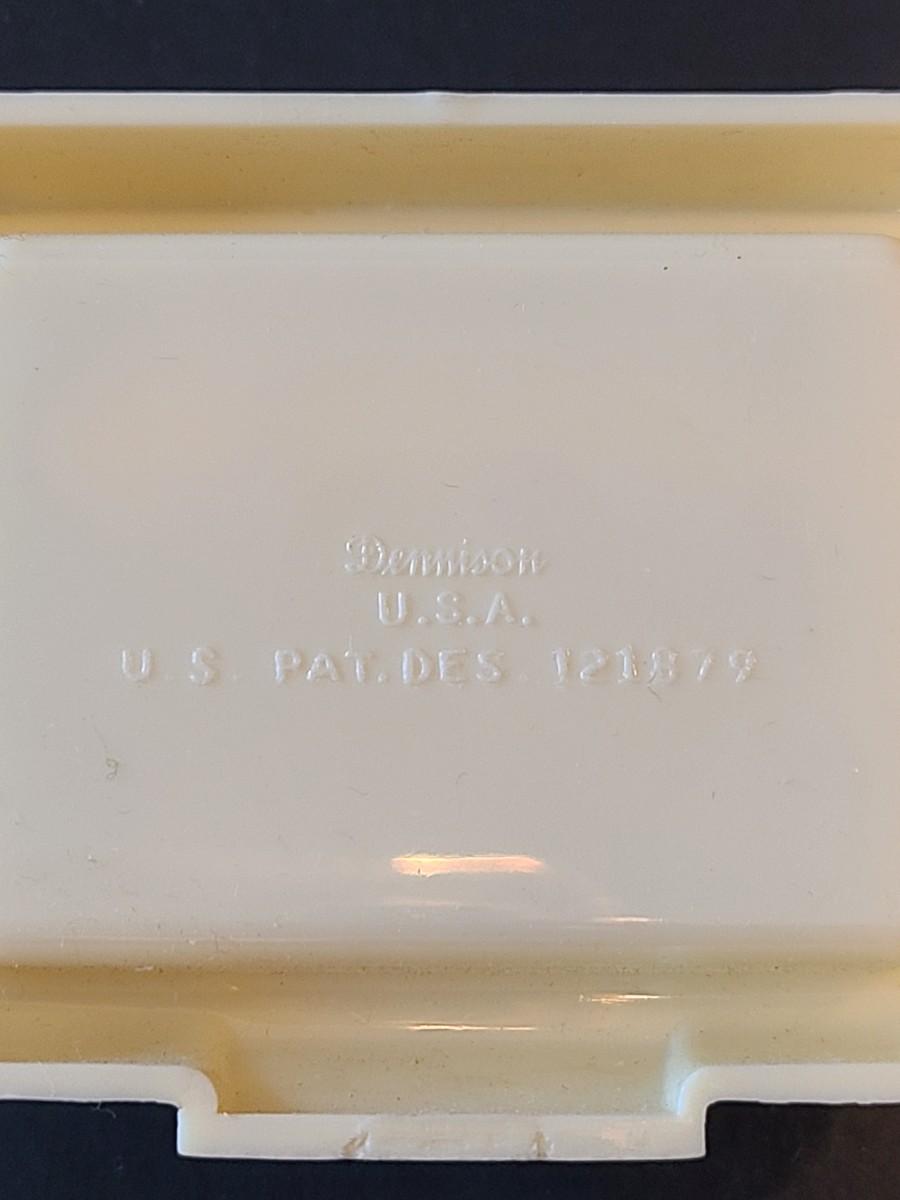 Dennison
U.S.A.
U.S. PAT.DES. 121879